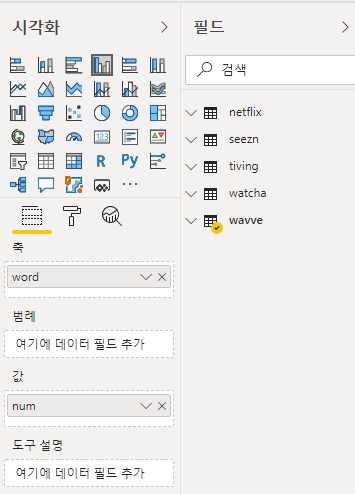 시각화
필드
검색
netflix
seezn
tiving
watcha
wavve
123
R
Py
축
word
범례
여기에 데이터 필드 추가
값
num
도구 설명
여기에 데이터 필드 추가